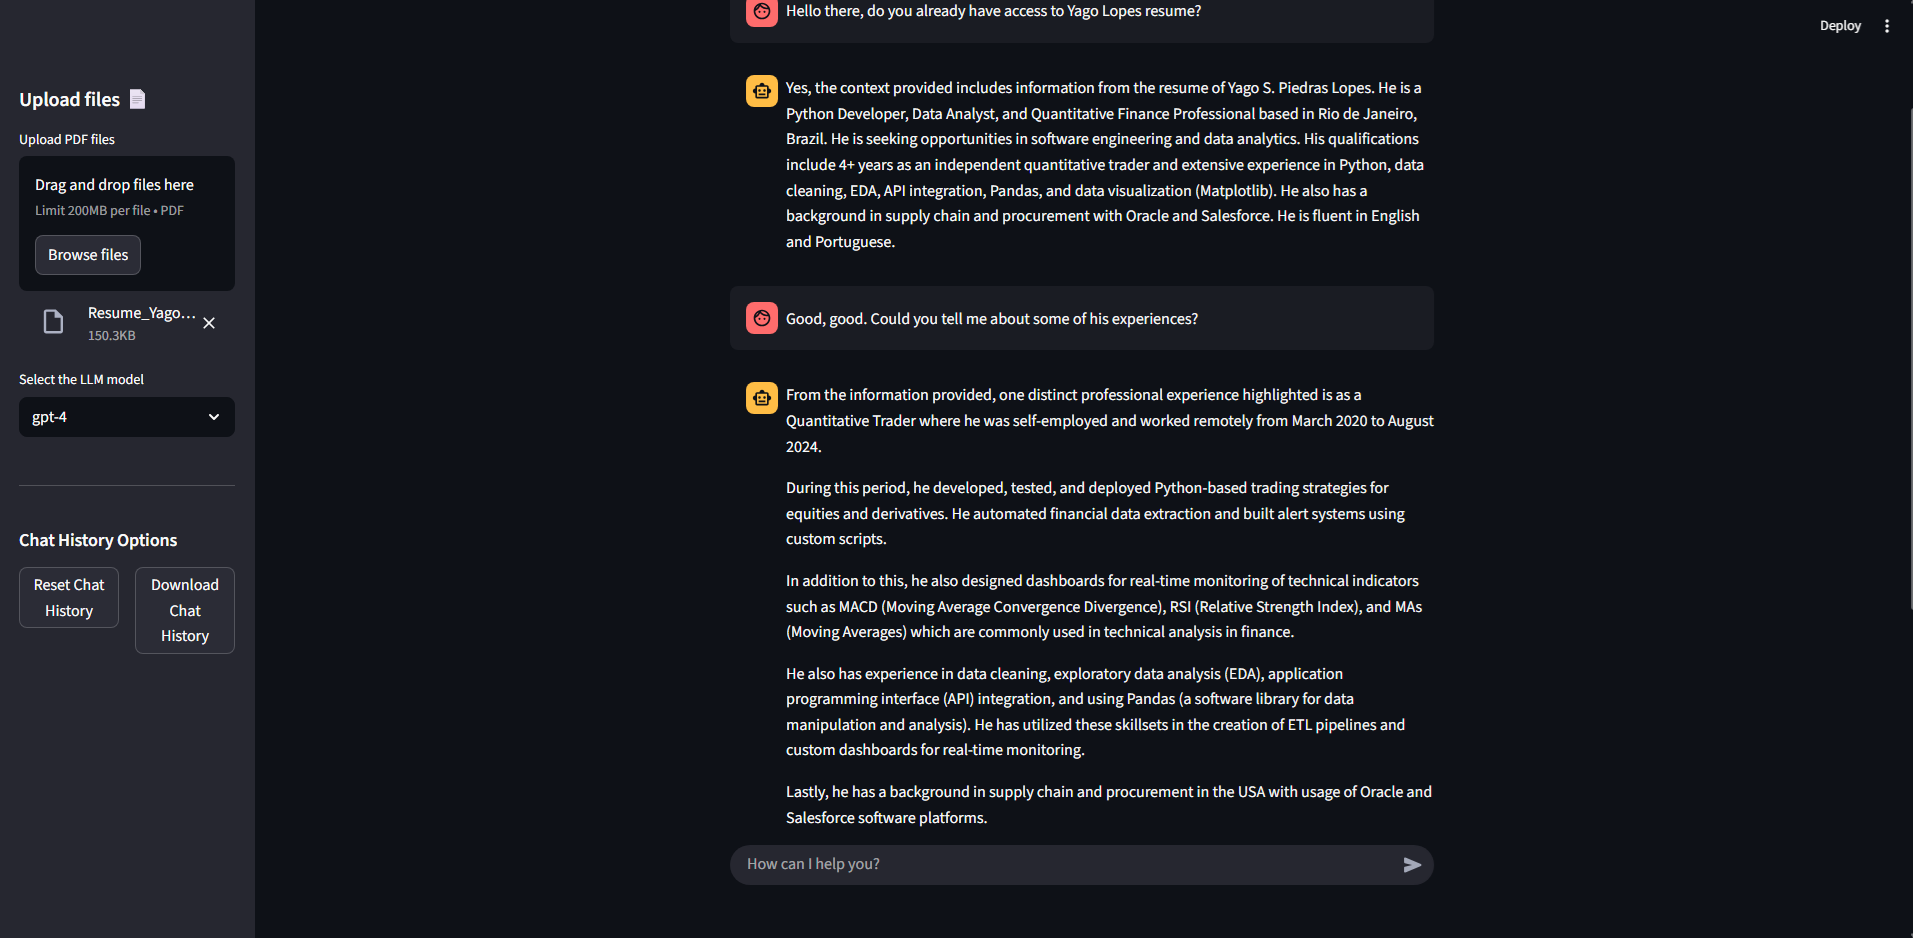 Upload files
Upload PDF files
Drag and drop files here
Limit 200MB per file • PDF
Browse files
Resume_Yago...
150.3KB
Select the LLM model
gpt-4
Chat History Options
Reset Chat
History
Download
Chat
History
Hello there, do you already have access to Yago Lopes resume?
Yes, the context provided includes information from the resume of Yago S. Piedras Lopes. He is a
Python Developer, Data Analyst, and Quantitative Finance Professional based in Rio de Janeiro,
Brazil. He is seeking opportunities in software engineering and data analytics. His qualifications
include 4+ years as an independent quantitative trader and extensive experience in Python, data
cleaning, EDA, API integration, Pandas, and data visualization (Matplotlib). He also has a
background in supply chain and procurement with Oracle and Salesforce. He is fluent in English
and Portuguese.
Good, good. Could you tell me about some of his experiences?
From the information provided, one distinct professional experience highlighted is as a
Quantitative Trader where he was self-employed and worked remotely from March 2020 to August
2024.
During this period, he developed, tested, and deployed Python-based trading strategies for
equities and derivatives. He automated financial data extraction and built alert systems using
custom scripts.
In addition to this, he also designed dashboards for real-time monitoring of technical indicators
such as MACD (Moving Average Convergence Divergence), RSI (Relative Strength Index), and MAs
(Moving Averages) which are commonly used in technical analysis in finance.
He also has experience in data cleaning, exploratory data analysis (EDA), application
programming interface (API) integration, and using Pandas (a software library for data
manipulation and analysis). He has utilized these skillsets in the creation of ETL pipelines and
custom dashboards for real-time monitoring.
Lastly, he has a background in supply chain and procurement in the USA with usage of Oracle and
Salesforce software platforms.
How can I help you?
Deploy